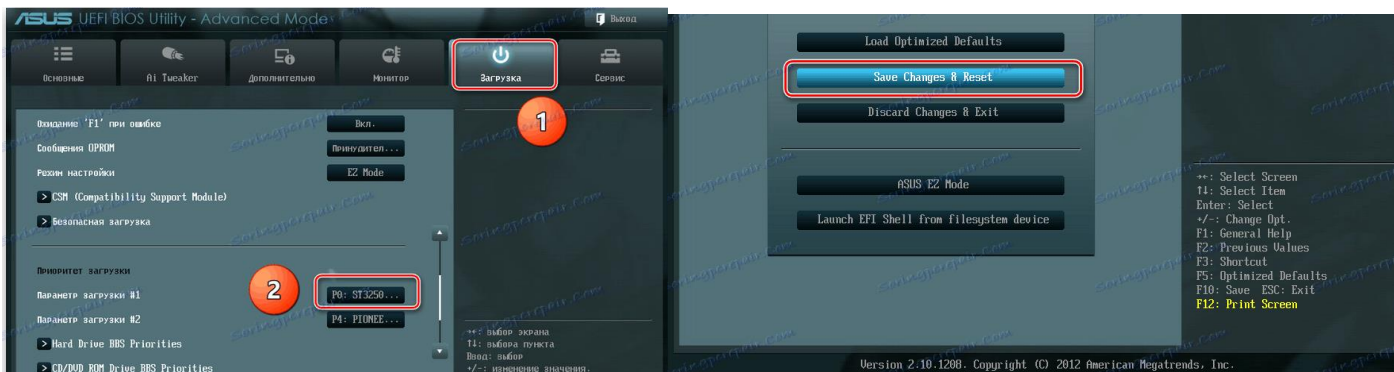 ASUS UEFI BIOS Utility - Advanced Mode
Выход
Основные
Ai Tweaker
Дополнительно
Монитор
Загрузка
Сервис
1
Ожидание 'F1' при ошибке
Вкл.
Сообщения OPROM
Принудител...
Режим настройки
EZ Mode
> CSM (Compatibility Support Module)
> Безопасная загрузка
Приоритет загрузки
2
Параметр загрузки #1
P0: ST3250...
Параметр загрузки #2
P4: PIONEE...
> Hard Drive BBS Priorities
> CD/DVD ROM Drive BBS Priorities
→←: выбор экрана
↑↓: выбора пункта
Ввод: выбор
+/-: изменение значения.
Load Optimized Defaults
Save Changes & Reset
Discard Changes & Exit
ASUS EZ Mode
Launch EFI Shell from filesystem device
→←: Select Screen
↑↓: Select Item
Enter: Select
+/-: Change Opt.
F1: General Help
F2: Previous Values
F3: Shortcut
F5: Optimized Defaults
F10: Save ESC: Exit
F12: Print Screen
Version 2.10.1208. Copyright (C) 2012 American Megatrends, Inc.